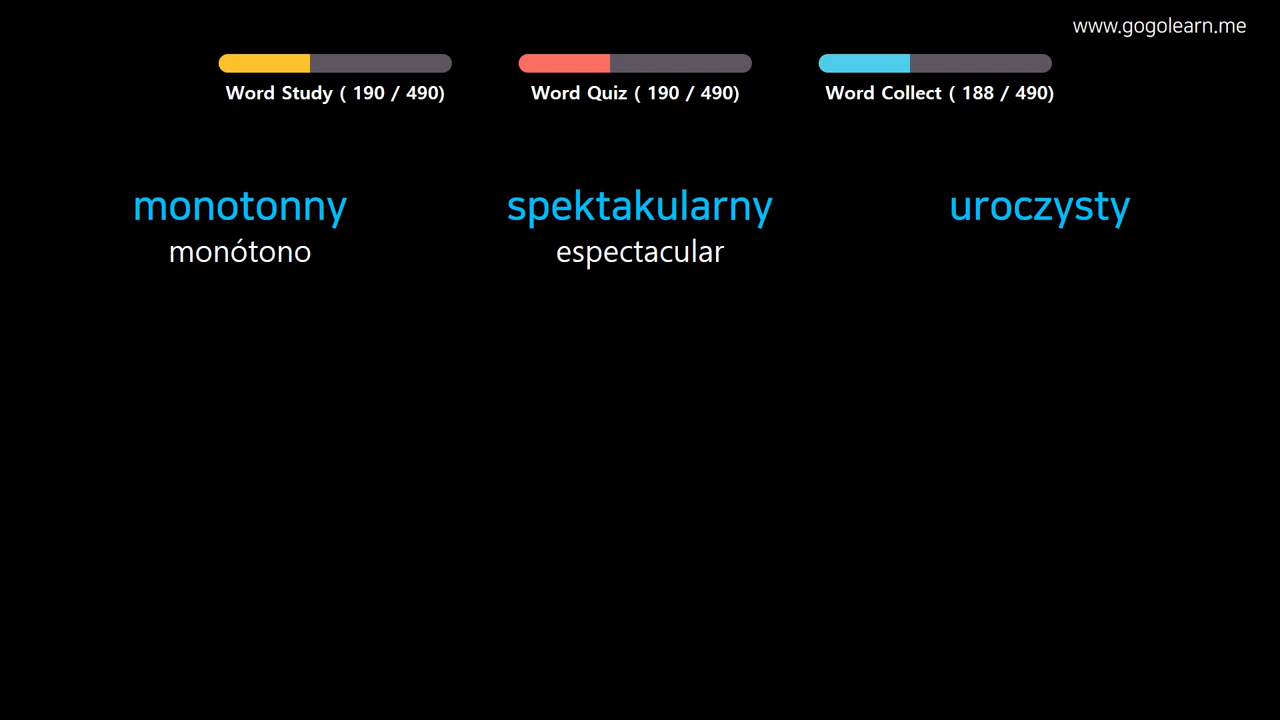 www.gogolearn.me
Word Study ( 190 / 490)
Word Quiz ( 190 / 490)
Word Collect ( 188 / 490)
monotonny
monótono
spektakularny
espectacular
uroczysty